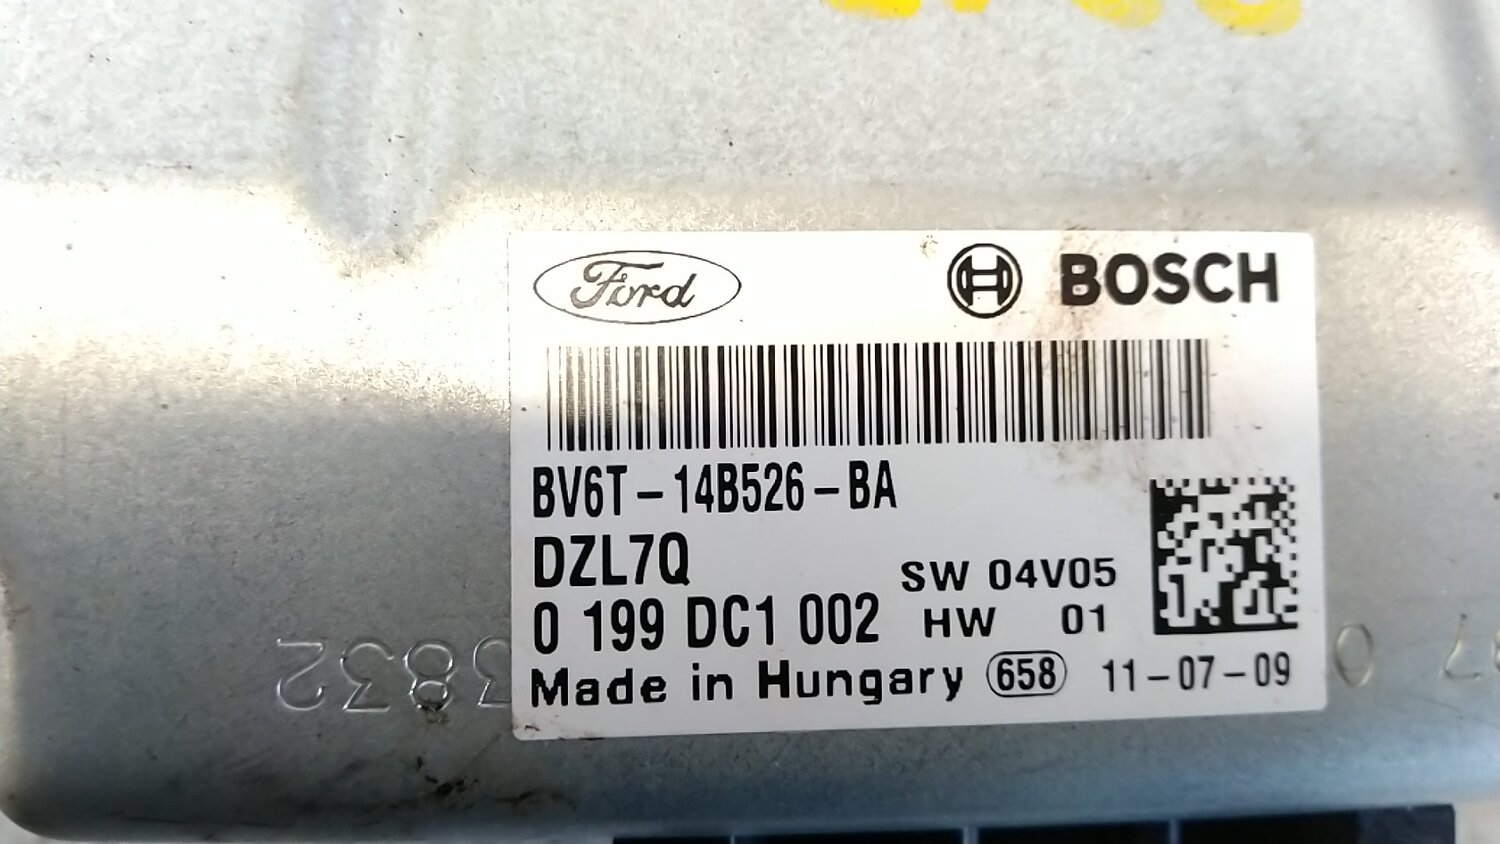 Ford BOSCH
BV6T-14B526-BA
DZL7Q
SW 04V05
0 199 DC1 002 HW 01
Made in Hungary 658 11-07-09